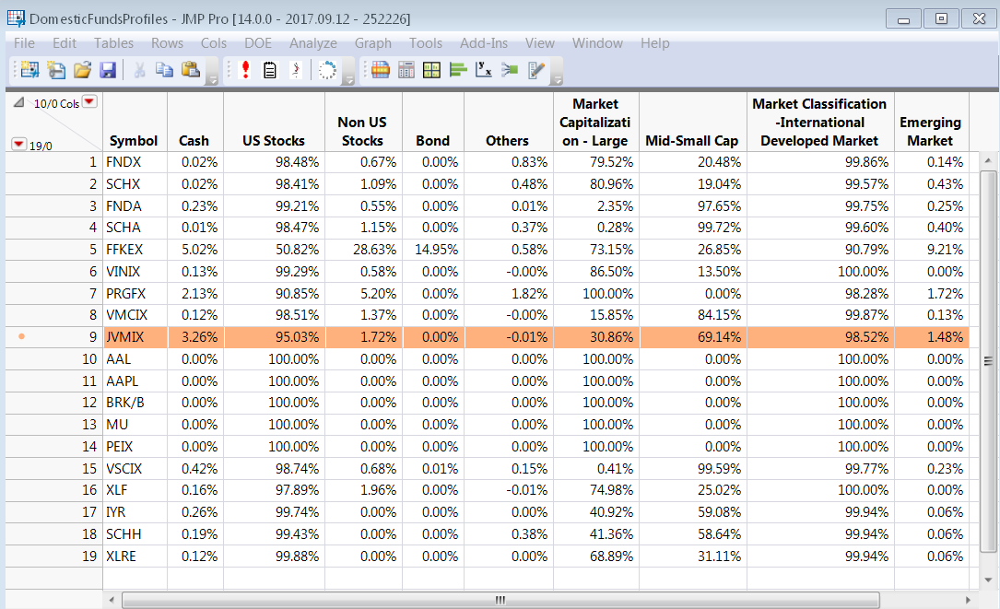 DomesticFundsProfiles - JMP Pro [14.0.0 - 2017.09.12 - 252226]
File Edit Tables Rows Cols DOE Analyze Graph Tools Add-Ins View Window Help
10/0 Cols
19/0
Symbol Cash US Stocks Non US Stocks Bond Others Market Capitalizati on - Large Mid-Small Cap Market Classification -International Developed Market Emerging Market
1 FNDX 0.02% 98.48% 0.67% 0.00% 0.83% 79.52% 20.48% 99.86% 0.14%
2 SCHX 0.02% 98.41% 1.09% 0.00% 0.48% 80.96% 19.04% 99.57% 0.43%
3 FNDA 0.23% 99.21% 0.55% 0.00% 0.01% 2.35% 97.65% 99.75% 0.25%
4 SCHA 0.01% 98.47% 1.15% 0.00% 0.37% 0.28% 99.72% 99.60% 0.40%
5 FFKEX 5.02% 50.82% 28.63% 14.95% 0.58% 73.15% 26.85% 90.79% 9.21%
6 VINIX 0.13% 99.29% 0.58% 0.00% -0.00% 86.50% 13.50% 100.00% 0.00%
7 PRGFX 2.13% 90.85% 5.20% 0.00% 1.82% 100.00% 0.00% 98.28% 1.72%
8 VMCIX 0.12% 98.51% 1.37% 0.00% -0.00% 15.85% 84.15% 99.87% 0.13%
9 JVMIX 3.26% 95.03% 1.72% 0.00% -0.01% 30.86% 69.14% 98.52% 1.48%
10 AAL 0.00% 100.00% 0.00% 0.00% 0.00% 100.00% 0.00% 100.00% 0.00%
11 AAPL 0.00% 100.00% 0.00% 0.00% 0.00% 100.00% 0.00% 100.00% 0.00%
12 BRK/B 0.00% 100.00% 0.00% 0.00% 0.00% 100.00% 0.00% 100.00% 0.00%
13 MU 0.00% 100.00% 0.00% 0.00% 0.00% 100.00% 0.00% 100.00% 0.00%
14 PEIX 0.00% 100.00% 0.00% 0.00% 0.00% 100.00% 0.00% 100.00% 0.00%
15 VSCIX 0.42% 98.74% 0.68% 0.01% 0.15% 0.41% 99.59% 99.77% 0.23%
16 XLF 0.16% 97.89% 1.96% 0.00% -0.01% 74.98% 25.02% 100.00% 0.00%
17 IYR 0.26% 99.74% 0.00% 0.00% 0.00% 40.92% 59.08% 99.94% 0.06%
18 SCHH 0.19% 99.43% 0.00% 0.00% 0.38% 41.36% 58.64% 99.94% 0.06%
19 XLRE 0.12% 99.88% 0.00% 0.00% 0.00% 68.89% 31.11% 99.94% 0.06%